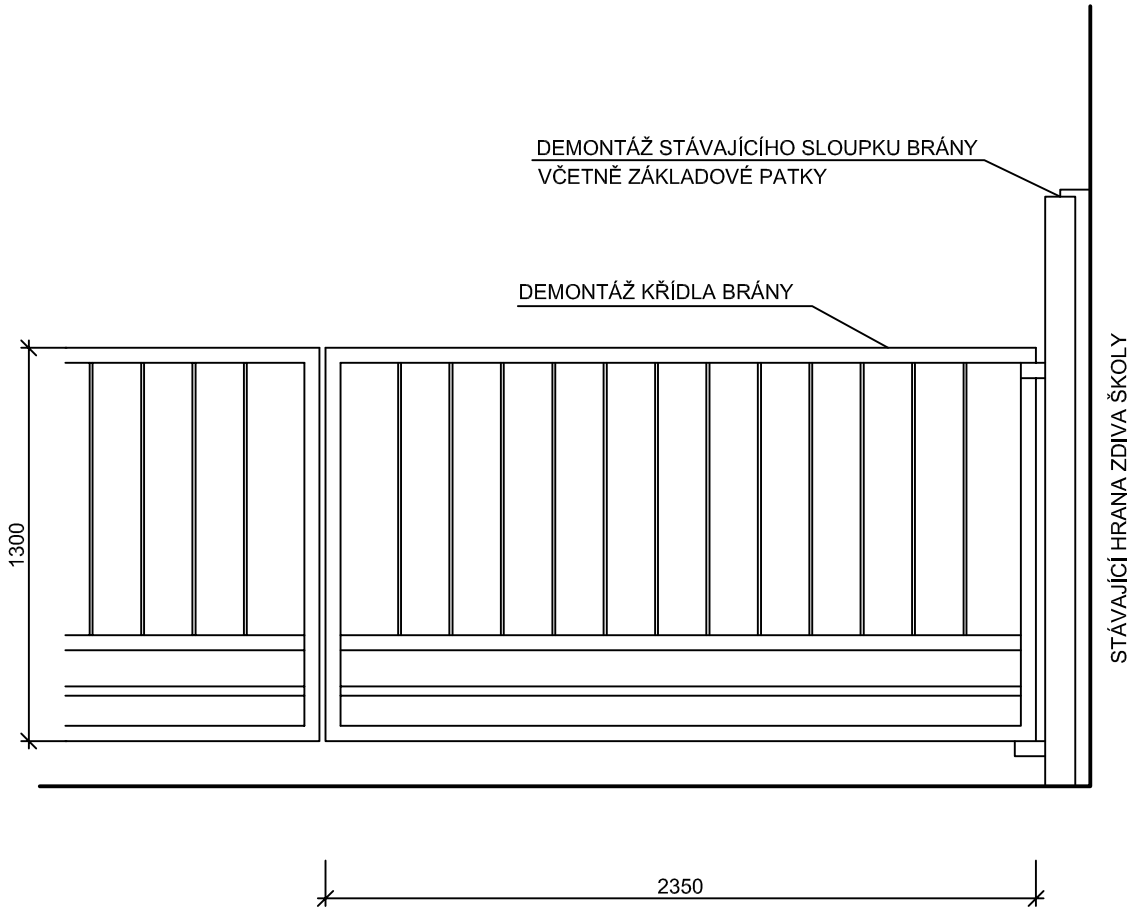 DEMONTÁŽ STÁVAJÍCÍHO SLOUPKU BRÁNY
VČETNĚ ZÁKLADOVÉ PATKY
DEMONTÁŽ KŘÍDLA BRÁNY
STÁVAJÍCÍ HRANA ZDIVA ŠKOLY
1300
2350